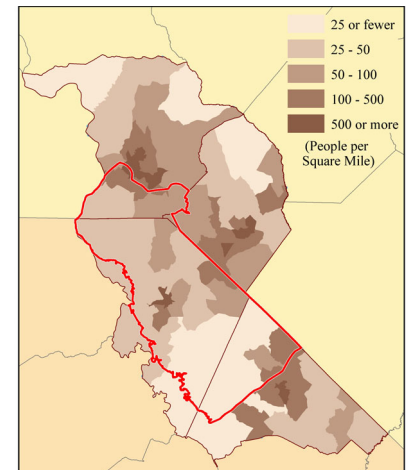 25 or fewer
25 - 50
50 - 100
100 - 500
500 or more
(People per
Square Mile)